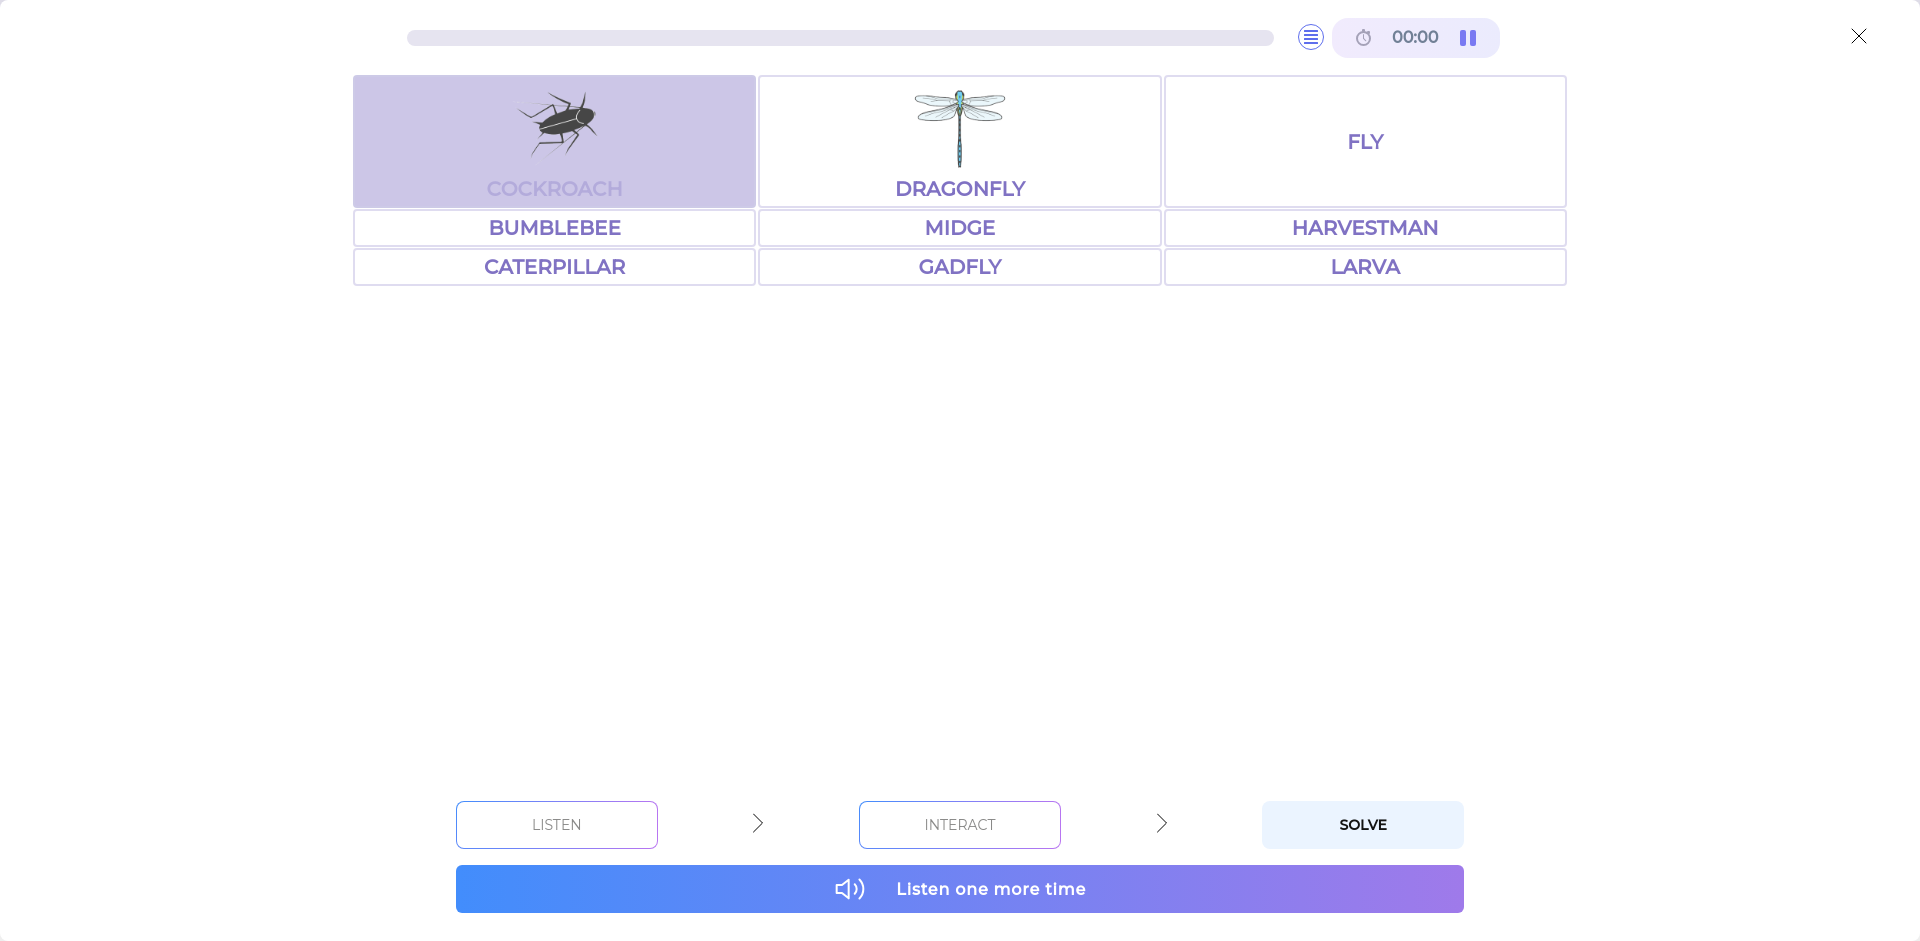 00:00
COCKROACH
DRAGONFLY
FLY
BUMBLEBEE
MIDGE
HARVESTMAN
CATERPILLAR
GADFLY
LARVA
LISTEN
INTERACT
SOLVE
Listen one more time